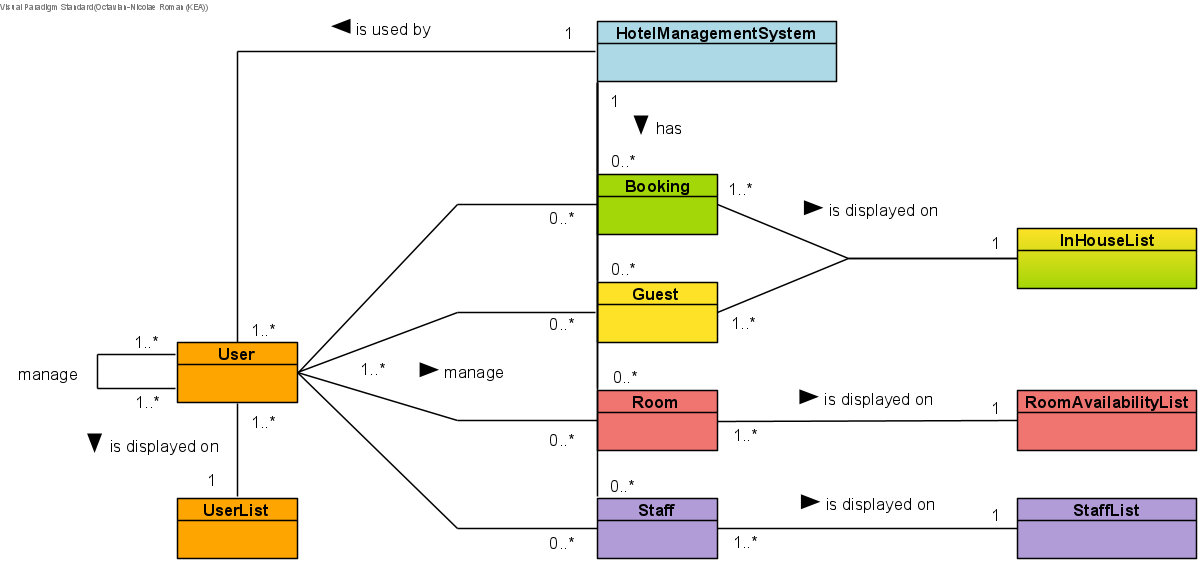 Visual Paradigm Standard(Octavian-Nicolae Roman(KEA))
is used by
1
HotelManagementSystem
1
has
0..*
Booking
1..*
is displayed on
0..*
1
InHouseList
0..*
Guest
0..*
1..*
1..*
1..*
User
manage
1..*
manage
1..*
0..*
Room
is displayed on
1
RoomAvailabilityList
1..*
0..*
1..*
is displayed on
1
UserList
0..*
Staff
is displayed on
1
StaffList
0..*
1..*